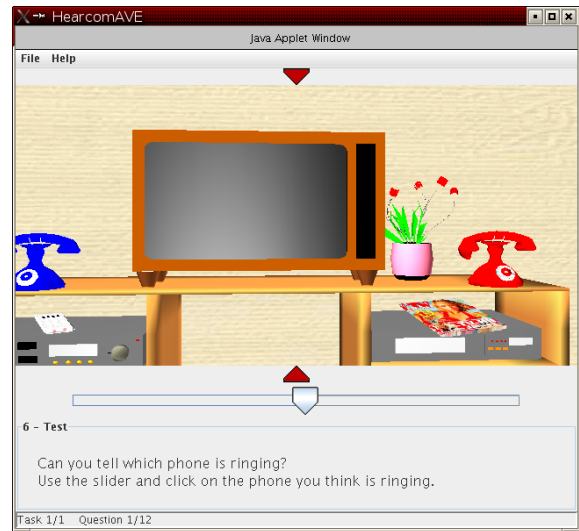 HearcomAVE
Java Applet Window
File Help
6 - Test
Can you tell which phone is ringing?
Use the slider and click on the phone you think is ringing.
Task 1/1 Question 1/12